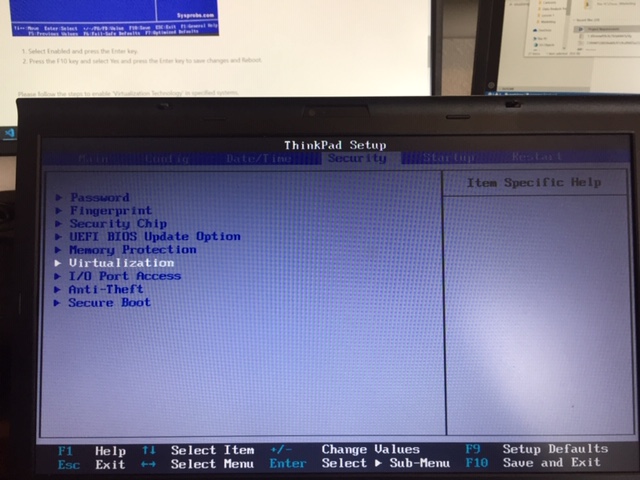 Sysprobs.com
1. Select Enabled and press the Enter key.
2. Press the F10 key and select Yes and press the Enter key to save changes and Reboot.
Please follow the steps to enable 'Virtualization Technology' in specified systems.
ThinkPad Setup
Main Config Date/Time Security Startup Restart
Item Specific Help
Password
Fingerprint
Security Chip
UEFI BIOS Update Option
Memory Protection
Virtualization
I/O Port Access
Anti-Theft
Secure Boot
F1 Help ↑↓ Select Item +/- Change Values F9 Setup Defaults
Esc Exit ↔ Select Menu Enter Select ▶ Sub-Menu F10 Save and Exit